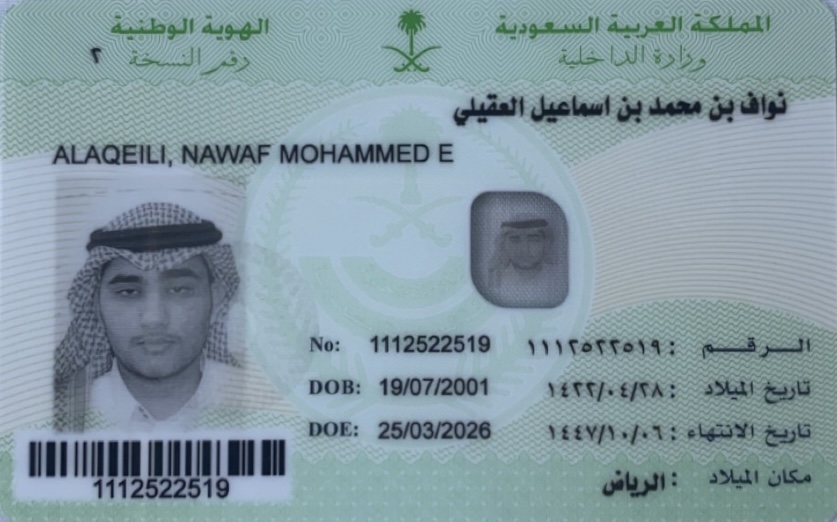 المملكة العربية السعودية
وزارة الداخلية
الهوية الوطنية
رقم النسخة ٢
نواف بن محمد بن اسماعيل العقيلي
ALAQEILI, NAWAF MOHAMMED E
No: 1112522519 الرقم : ١١١٢٥٢٢٥١٩
DOB: 19/07/2001 تاريخ الميلاد : ١٤٢٢/٠٤/٢٨
DOE: 25/03/2026 تاريخ الانتهاء : ١٤٤٧/١٠/٠٦
مكان الميلاد : الرياض
1112522519